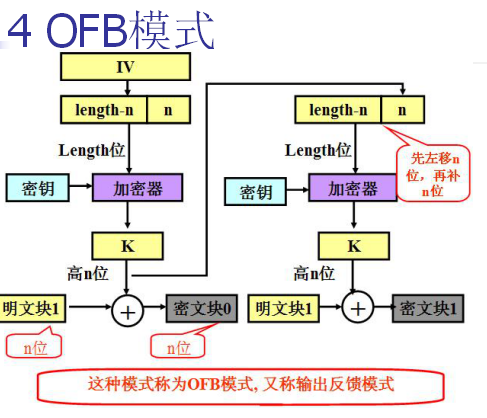 4 OFB模式
IV
length-n n
length-n n
Length位
Length位
先左移n
位，再补
n位
密钥
加密器
密钥
加密器
K
K
高n位
高n位
明文块1
+
密文块0
明文块1
+
密文块1
n位
n位
这种模式称为OFB模式, 又称输出反馈模式